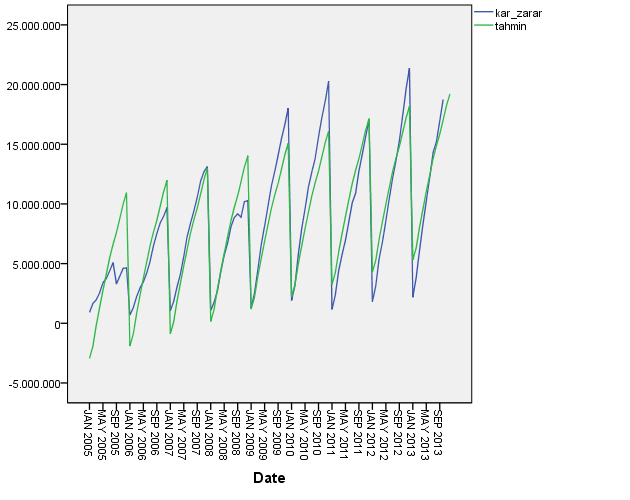 kar_zarar
tahmin
25.000.000
20.000.000
15.000.000
10.000.000
5.000.000
0
-5.000.000
JAN 2005
MAY 2005
SEP 2005
JAN 2006
MAY 2006
SEP 2006
JAN 2007
MAY 2007
SEP 2007
JAN 2008
MAY 2008
SEP 2008
JAN 2009
MAY 2009
SEP 2009
JAN 2010
MAY 2010
SEP 2010
JAN 2011
MAY 2011
SEP 2011
JAN 2012
MAY 2012
SEP 2012
JAN 2013
MAY 2013
SEP 2013
Date